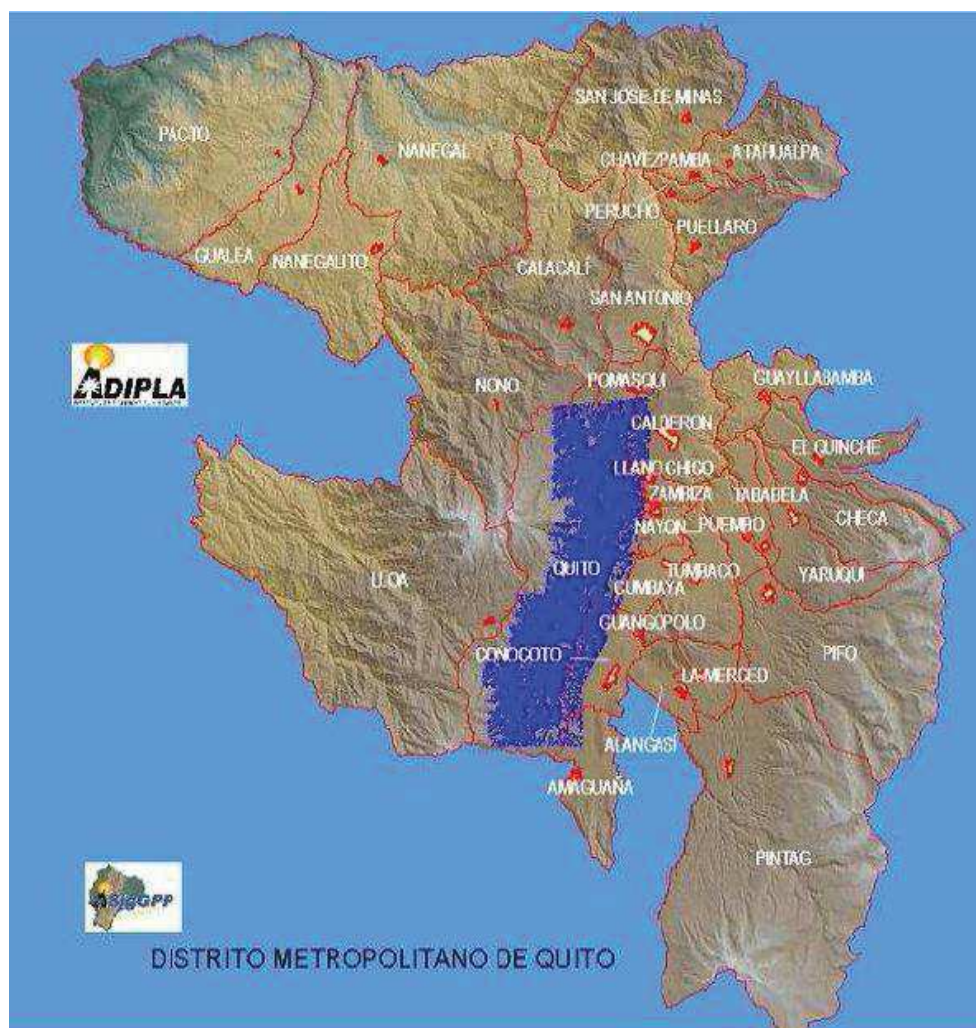 SAN JOSE DE MINAS
PACTO
NANEGAL
CHAVEZPAMBA
ATAHUALPA
PERUCHO
PUELLARO
GUALEA
NANEGALITO
CALACALÍ
SAN ANTONIO
ADIPLA
NONO
POMASQUI
GUAYLLABAMBA
CALDERON
EL QUINCHE
LLANO CHICO
ZAMBIZA
TABABELA
CHECA
NAYON
PUEMBO
LLOA
QUITO
TUMBACO
YARUQUI
CUMBAYA
GUANGOPOLO
CONOCOTO
PIFO
LA MERCED
ALANGASÍ
AMAGUAÑA
PINTAG
DISTRITO METROPOLITANO DE QUITO